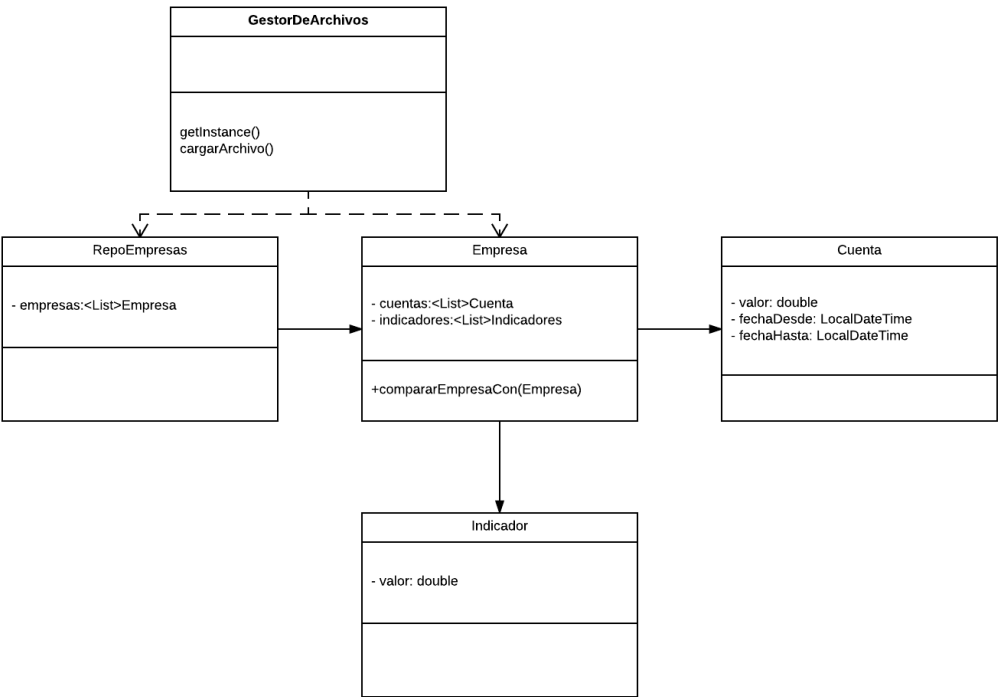 GestorDeArchivos
getInstance()
cargarArchivo()
RepoEmpresas
- empresas:<List>Empresa
Empresa
- cuentas:<List>Cuenta
- indicadores:<List>Indicadores
+compararEmpresaCon(Empresa)
Cuenta
- valor: double
- fechaDesde: LocalDateTime
- fechaHasta: LocalDateTime
Indicador
- valor: double